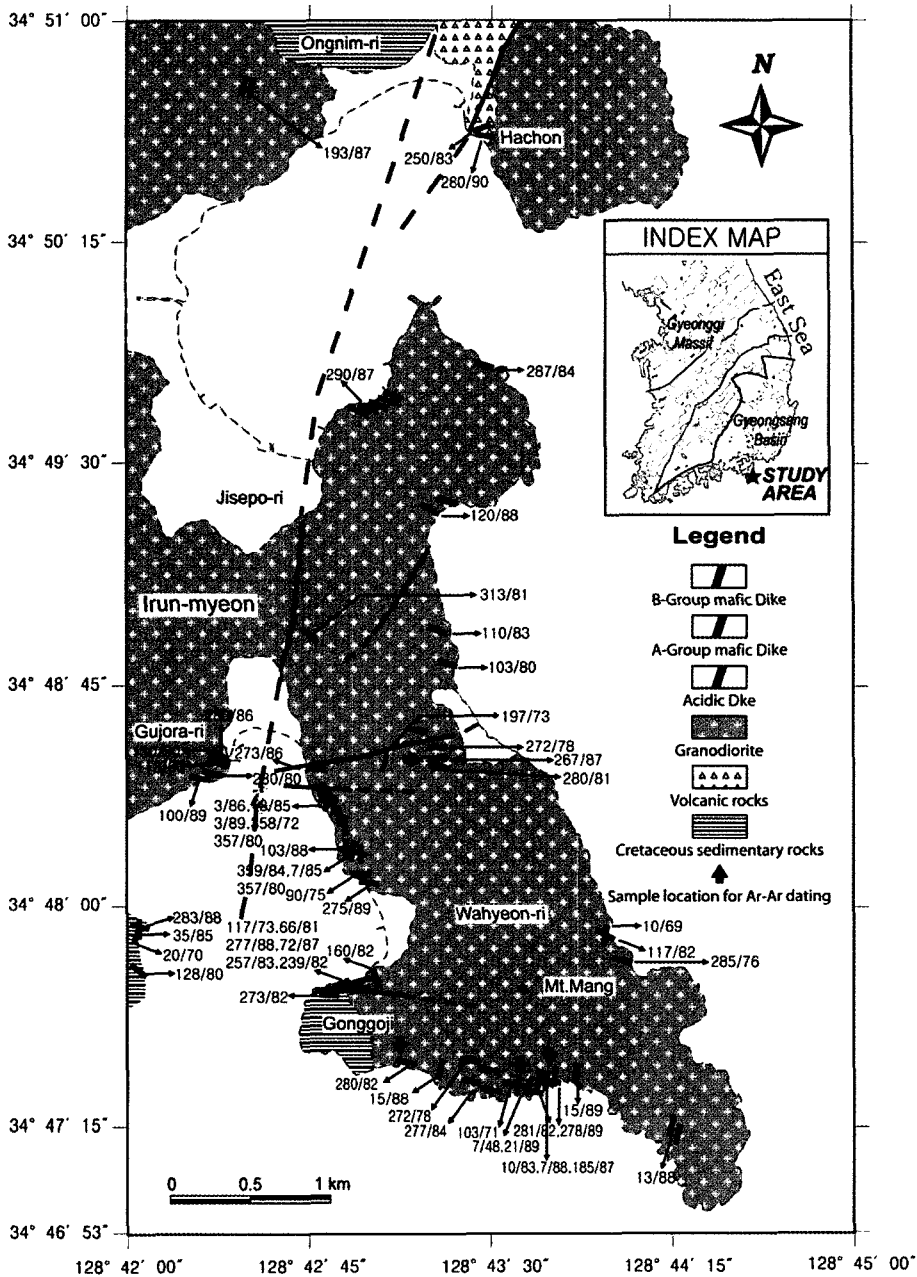 34° 51′ 00″
Ongnim-ri
N
Hachon
193/87
250/83
280/90
34° 50′ 15″
INDEX MAP
East Sea
Gyeonggi
Massif
Gyeongsang
Basin
STUDY
AREA
290/87
287/84
34° 49′ 30″
Jisepo-ri
120/88
Legend
B-Group mafic Dike
A-Group mafic Dike
Acidic Dke
Granodiorite
Volcanic rocks
Cretaceous sedimentary rocks
Sample location for Ar-Ar dating
313/81
Irun-myeon
110/83
103/80
34° 48′ 45″
197/73
Gujora-ri
273/86
272/78
267/87
280/80
280/81
100/89
3/89.358/72
357/80
103/88
359/84.7/85
357/80
90/75
275/89
34° 48′ 00″
Wahyeon-ri
283/88
35/85
20/70
128/80
117/73.66/81
277/88.72/87
257/83.239/82
160/82
273/82
10/69
117/82
285/76
Mt.Mang
Gonggoji
280/82
15/88
272/78
277/84
103/71
7/48.21/89
281/82.278/89
15/89
10/83.7/88.185/87
13/88
34° 47′ 15″
0 0.5 1 km
34° 46′ 53″
128° 42′ 00″ 128° 42′ 45″ 128° 43′ 30″ 128° 44′ 15″ 128° 45′ 00″